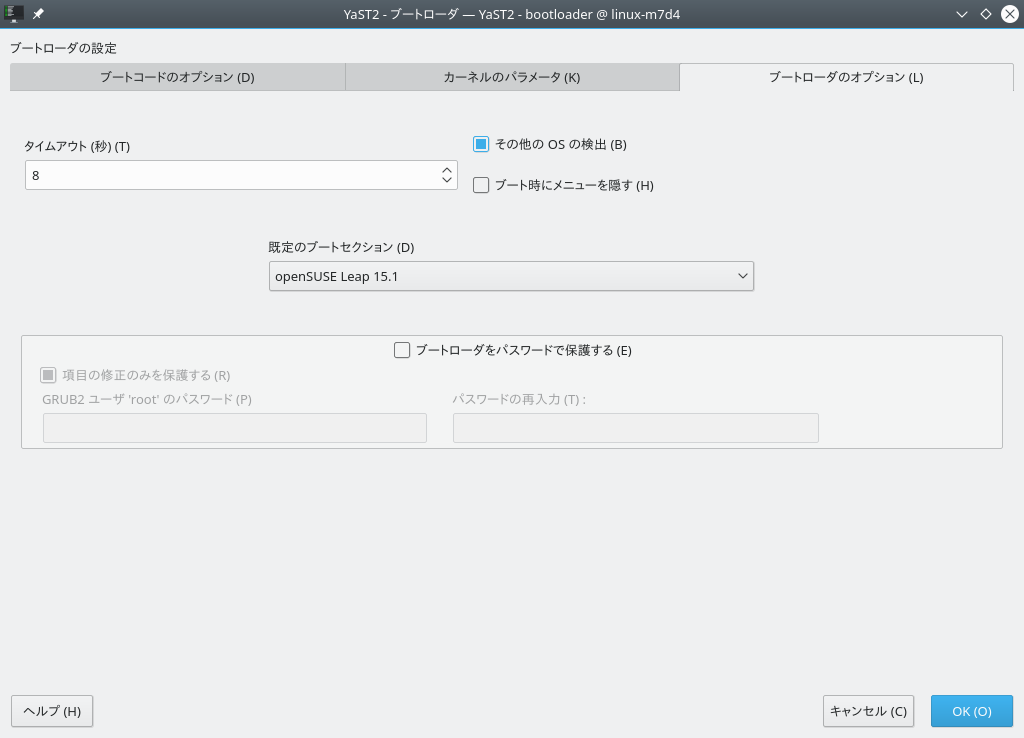 YaST2 - ブートローダ — YaST2 - bootloader @ linux-m7d4
ブートローダの設定
ブートコードのオプション (D)
カーネルのパラメータ (K)
ブートローダのオプション (L)
タイムアウト (秒) (T)
8
その他の OS の検出 (B)
ブート時にメニューを隠す (H)
既定のブートセクション (D)
openSUSE Leap 15.1
ブートローダをパスワードで保護する (E)
項目の修正のみを保護する (R)
GRUB2 ユーザ 'root' のパスワード (P)
パスワードの再入力 (T) :
ヘルプ (H)
キャンセル (C)
OK (O)